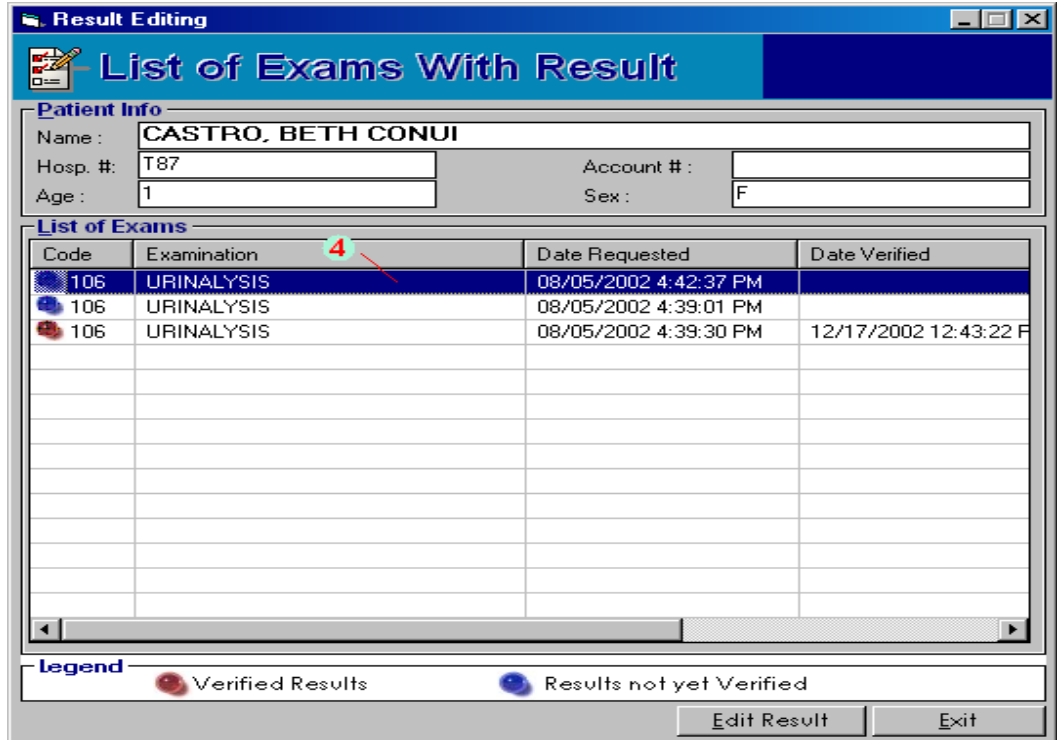 Result Editing
List of Exams With Result
Patient Info
Name : CASTRO, BETH CONUI
Hosp. #: T87 Account # :
Age : 1 Sex : F
List of Exams
Code Examination Date Requested Date Verified
4
106 URINALYSIS 08/05/2002 4:42:37 PM
106 URINALYSIS 08/05/2002 4:39:01 PM
106 URINALYSIS 08/05/2002 4:39:30 PM 12/17/2002 12:43:22 P
Legend
Verified Results Results not yet Verified
Edit Result Exit